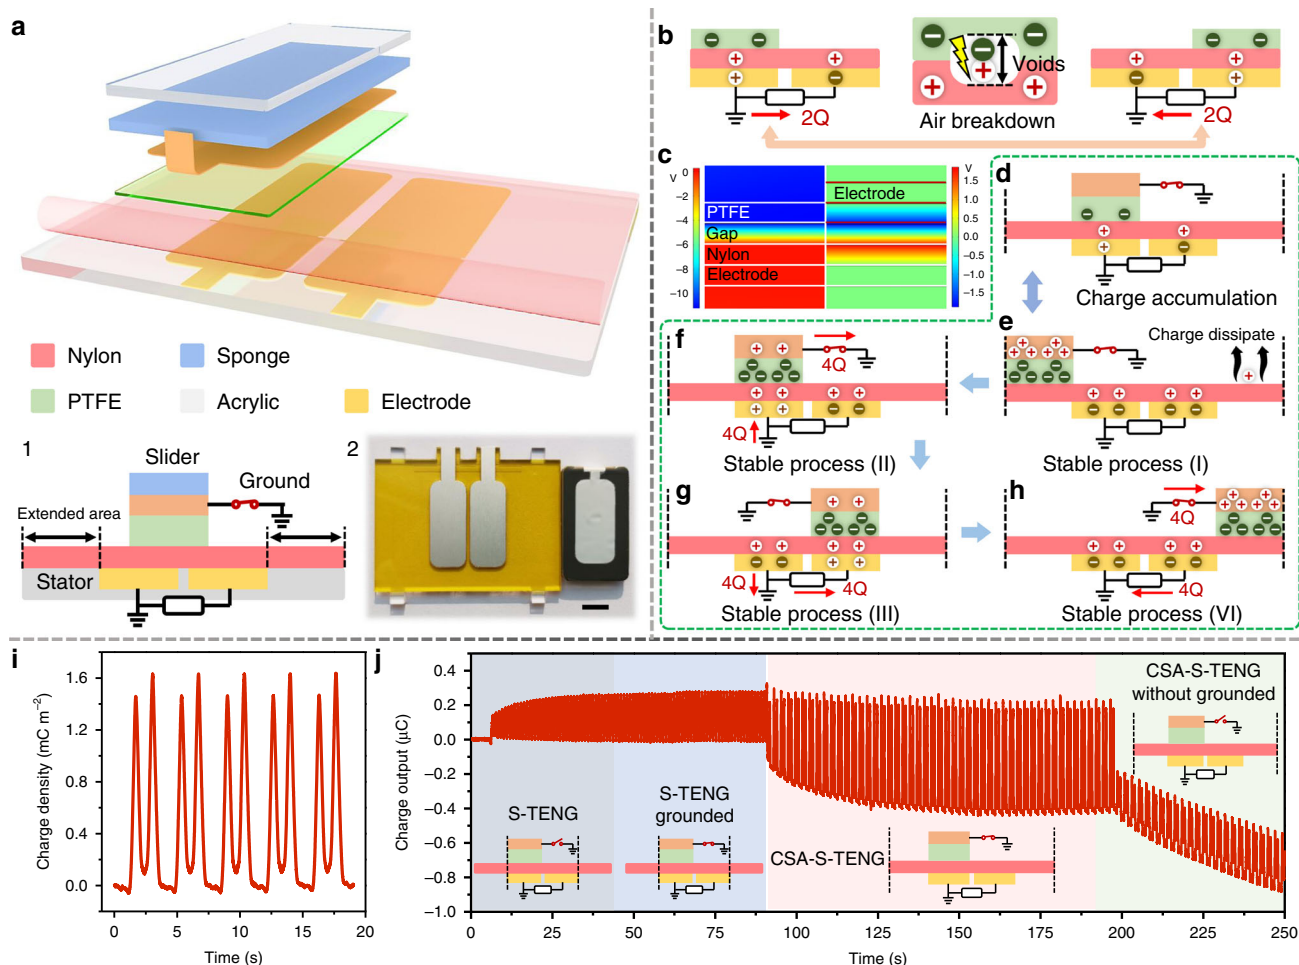 a
Nylon
Sponge
PTFE
Acrylic
Electrode
1
Slider
Ground
Extended area
Stator
2
b
2Q
Voids
Air breakdown
2Q
c
V
0
−2
−4
−6
−8
−10
PTFE
Gap
Nylon
Electrode
Electrode
V
1.5
1.0
0.5
0.0
−0.5
−1.0
−1.5
d
Charge accumulation
e
Charge dissipate
Stable process (I)
f
4Q
4Q
Stable process (II)
g
4Q
4Q
Stable process (III)
h
4Q
4Q
Stable process (VI)
i
Charge density (mC m⁻²)
1.6
1.2
0.8
0.4
0.0
0
5
10
15
20
Time (s)
j
Charge output (µC)
0.4
0.2
0.0
−0.2
−0.4
−0.6
−0.8
−1.0
S-TENG
S-TENG
grounded
CSA-S-TENG
CSA-S-TENG
without grounded
0
25
50
75
100
125
150
175
200
225
250
Time (s)